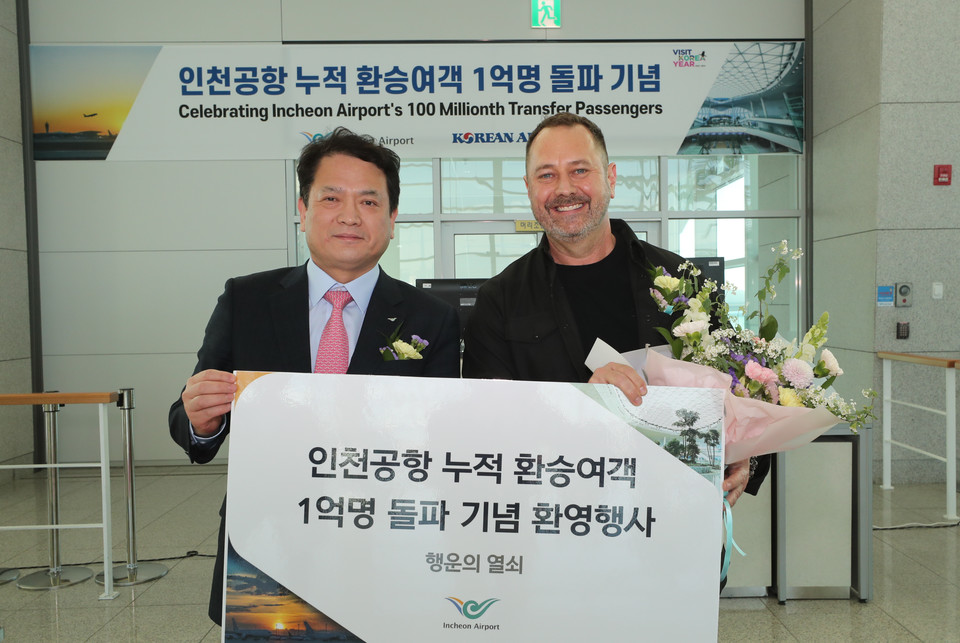 인천공항 누적 환승여객 1억명 돌파 기념
VISIT
KOREA
YEAR
Celebrating Incheon Airport's 100 Millionth Transfer Passengers
Airport
KOREAN AI
인천공항 누적 환승여객
1억명 돌파 기념 환영행사
행운의 열쇠
Incheon Airport